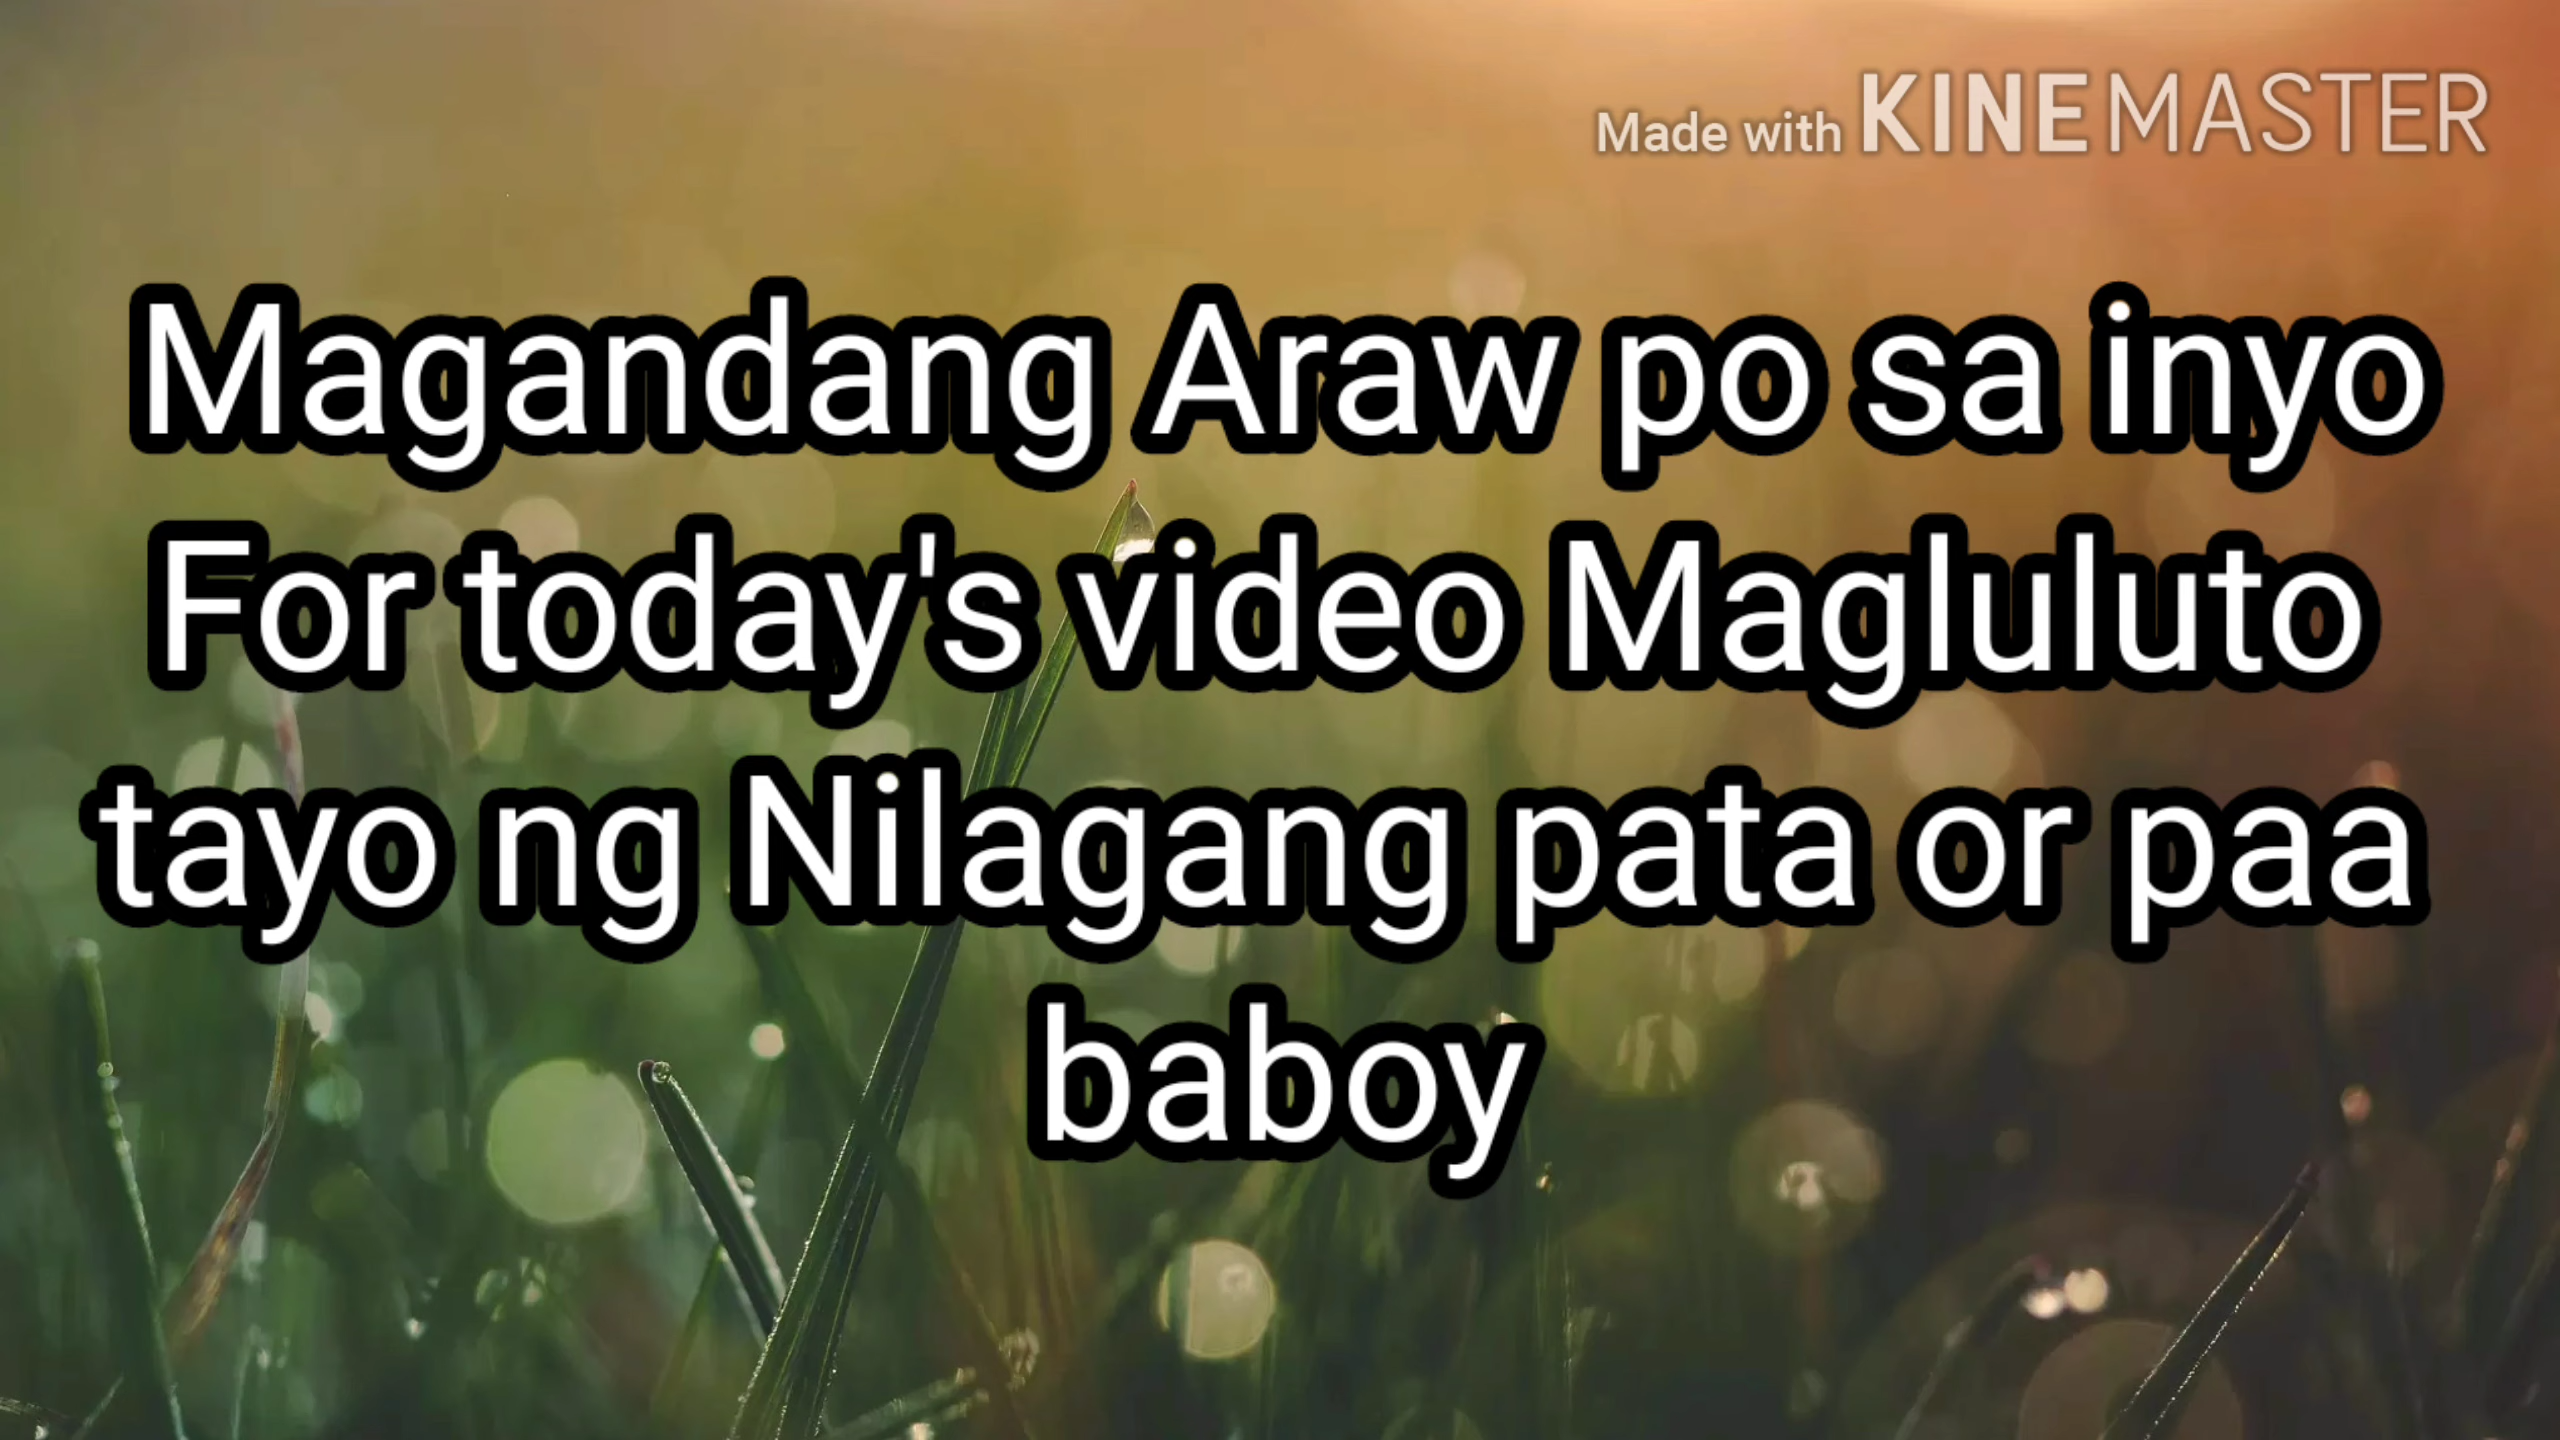 Made with KINEMASTER
Magandang Araw po sa inyo
For today's video Magluluto
tayo ng Nilagang pata or paa
baboy